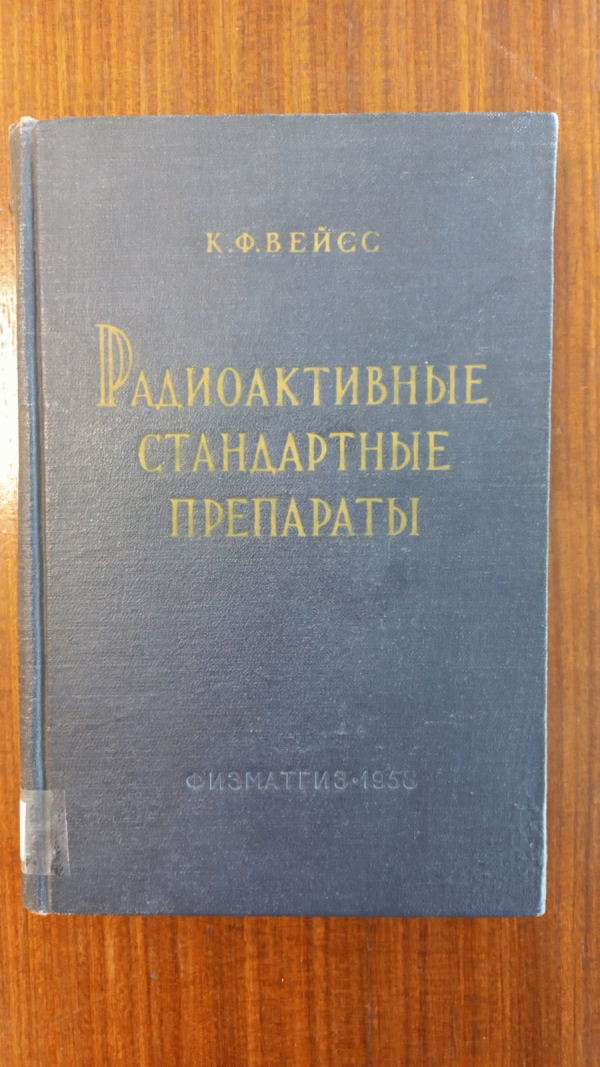 К.Ф.ВЕЙСС
РАДИОАКТИВНЫЕ
СТАНДАРТНЫЕ
ПРЕПАРАТЫ
ФИЗМАТГИЗ·1958